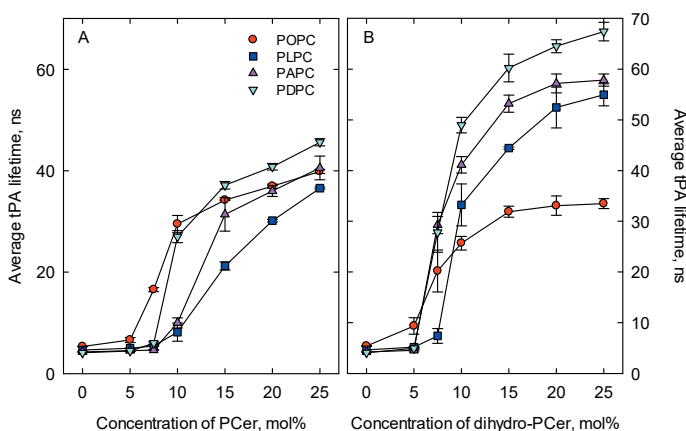 A
POPC
PLPC
PAPC
PDPC
B
60
40
20
0
70
60
50
40
30
20
10
0
Average tPA lifetime, ns
Average tPA lifetime, ns
0 5 10 15 20 25
0 5 10 15 20 25
Concentration of PCer, mol%
Concentration of dihydro-PCer, mol%